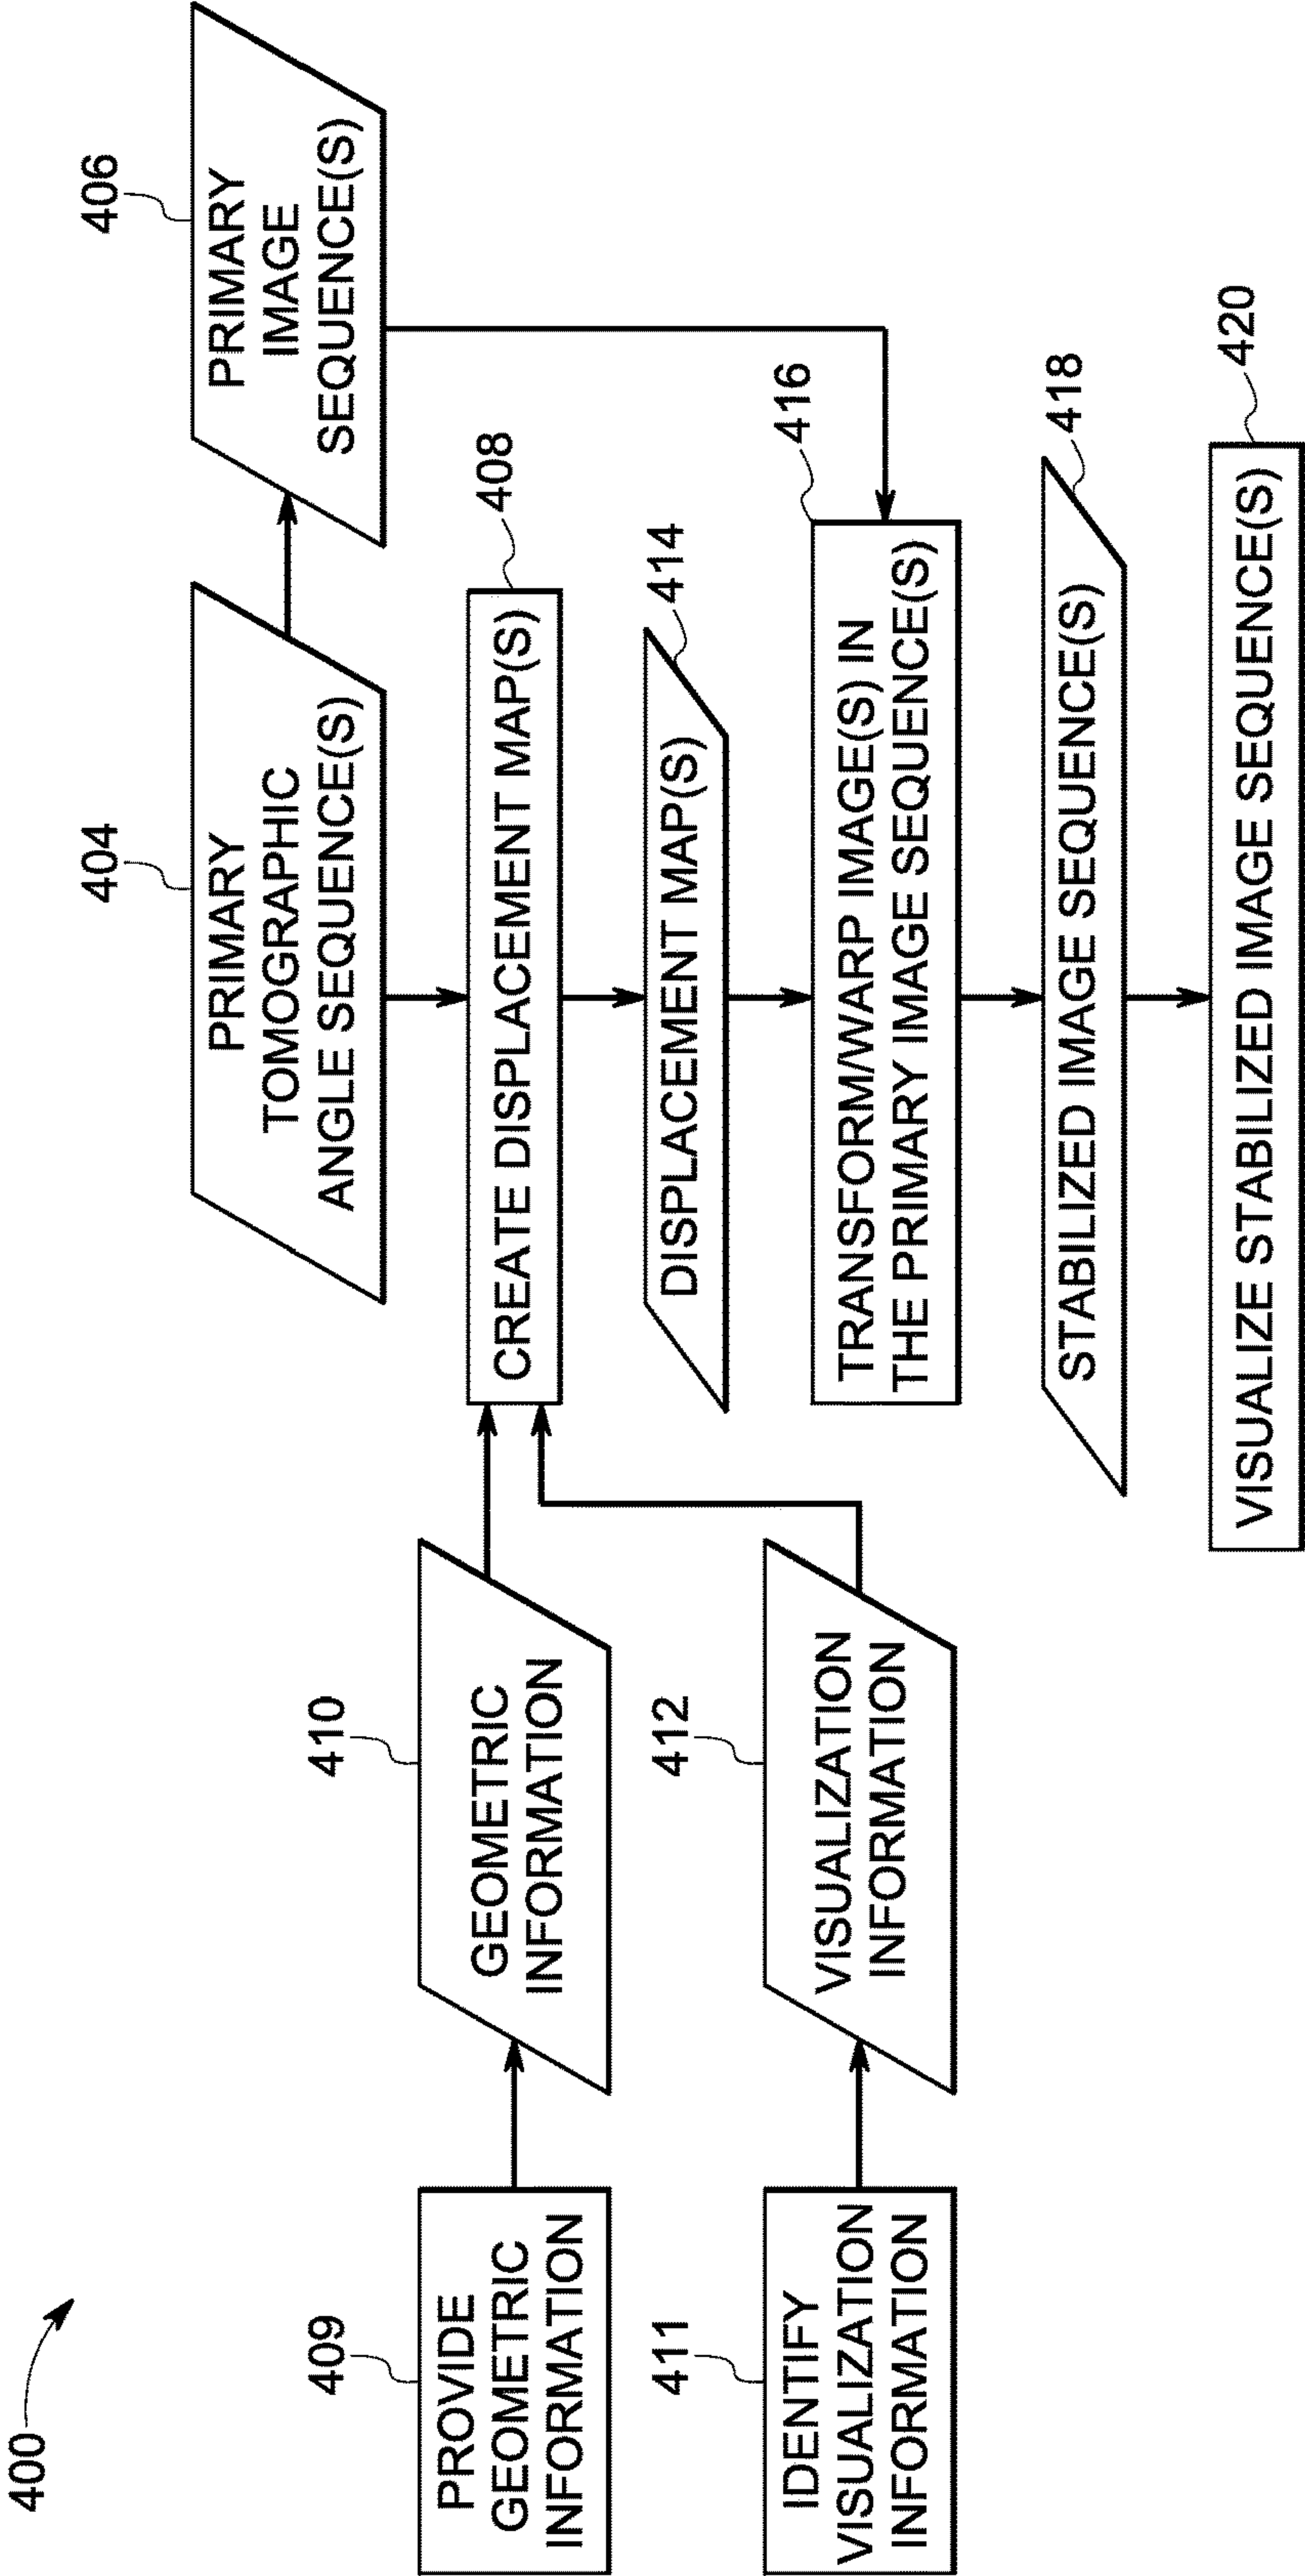 400
404
PRIMARY
TOMOGRAPHIC
ANGLE SEQUENCE(S)
406
PRIMARY
IMAGE
SEQUENCE(S)
409
PROVIDE
GEOMETRIC
INFORMATION
410
GEOMETRIC
INFORMATION
408
CREATE DISPLACEMENT MAP(S)
414
DISPLACEMENT MAP(S)
411
IDENTIFY
VISUALIZATION
INFORMATION
412
VISUALIZATION
INFORMATION
416
TRANSFORM/WARP IMAGE(S) IN
THE PRIMARY IMAGE SEQUENCE(S)
418
STABILIZED IMAGE SEQUENCE(S)
420
VISUALIZE STABILIZED IMAGE SEQUENCE(S)